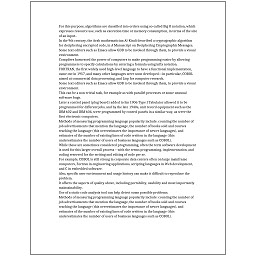 For this purpose, algorithms are classified into orders using so-called Big O notation, which
expresses resource use, such as execution time or memory consumption, in terms of the size
of an input.
In the 9th century, the Arab mathematician Al-Kindi described a cryptographic algorithm
for deciphering encrypted code, in A Manuscript on Deciphering Cryptographic Messages.
Some text editors such as Emacs allow GDB to be invoked through them, to provide a visual
environment.
Compilers harnessed the power of computers to make programming easier by allowing
programmers to specify calculations by entering a formula using infix notation.
FORTRAN, the first widely used high-level language to have a functional implementation,
came out in 1957, and many other languages were soon developed—in particular, COBOL
aimed at commercial data processing, and Lisp for computer research.
Some text editors such as Emacs allow GDB to be invoked through them, to provide a visual
environment.
This can be a non-trivial task, for example as with parallel processes or some unusual
software bugs.
Later a control panel (plug board) added to his 1906 Type I Tabulator allowed it to be
programmed for different jobs, and by the late 1940s, unit record equipment such as the
IBM 602 and IBM 604, were programmed by control panels in a similar way, as were the
first electronic computers.
Methods of measuring programming language popularity include: counting the number of
job advertisements that mention the language, the number of books sold and courses
teaching the language (this overestimates the importance of newer languages), and
estimates of the number of existing lines of code written in the language (this
underestimates the number of users of business languages such as COBOL).
While these are sometimes considered programming, often the term software development
is used for this larger overall process – with the terms programming, implementation, and
coding reserved for the writing and editing of code per se.
For example, COBOL is still strong in corporate data centers often on large mainframe
computers, Fortran in engineering applications, scripting languages in Web development,
and C in embedded software.
Also, specific user environment and usage history can make it difficult to reproduce the
problem.
It affects the aspects of quality above, including portability, usability and most importantly
maintainability.
Use of a static code analysis tool can help detect some possible problems.
Methods of measuring programming language popularity include: counting the number of
job advertisements that mention the language, the number of books sold and courses
teaching the language (this overestimates the importance of newer languages), and
estimates of the number of existing lines of code written in the language (this
underestimates the number of users of business languages such as COBOL).